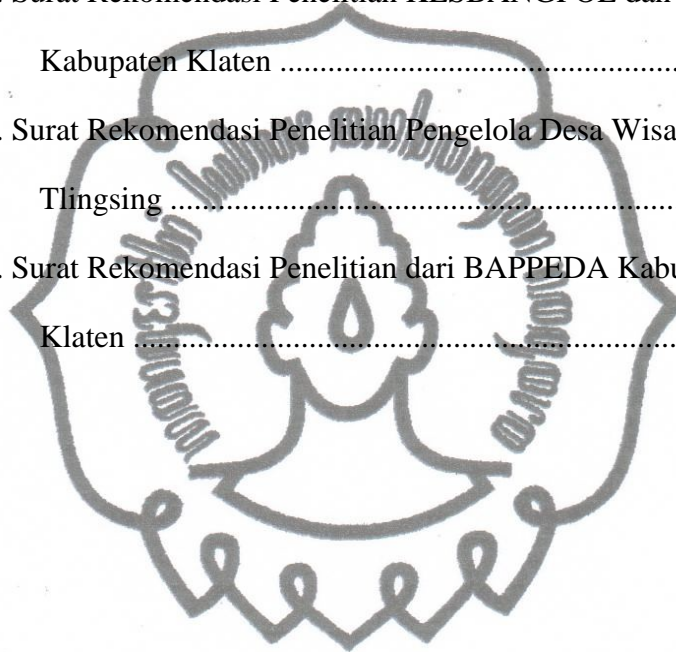 . Surat Rekomendasi Penelitian KESBANGPOL dan
Kabupaten Klaten ....................................................
. Surat Rekomendasi Penelitian Pengelola Desa Wisa
Tlingsing ..................................................................
. Surat Rekomendasi Penelitian dari BAPPEDA Kabu
Klaten .......................................................................